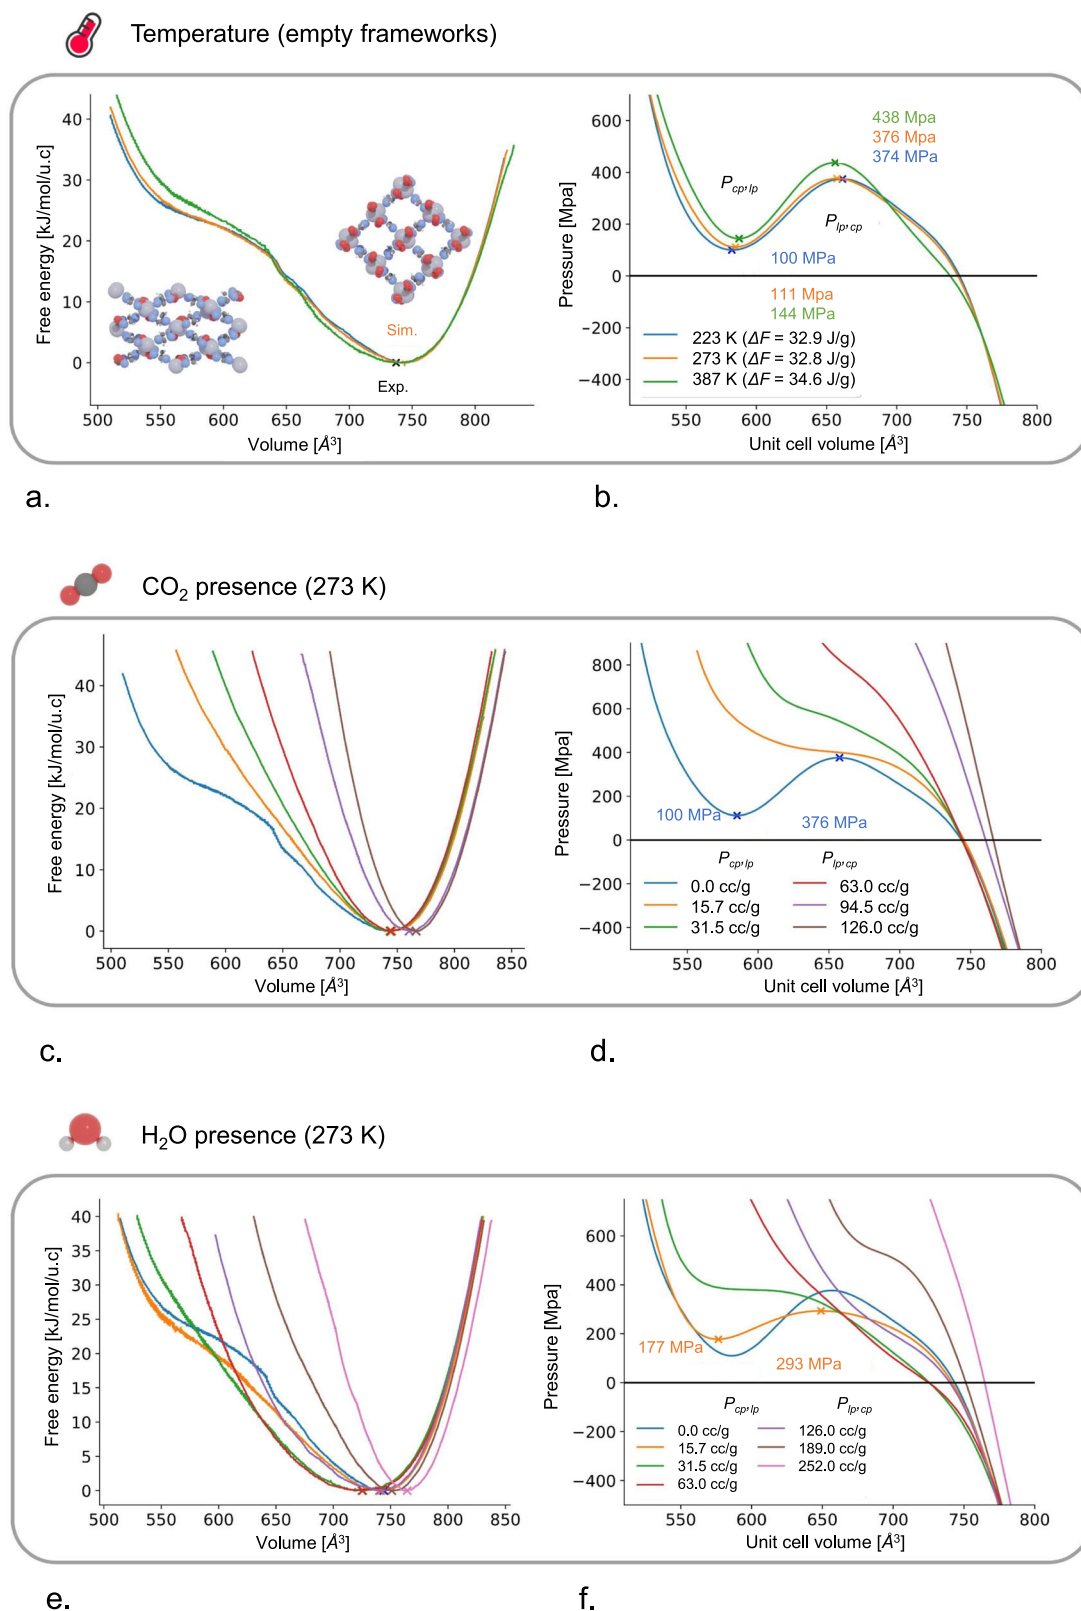 Temperature (empty frameworks)
Free energy [kJ/mol/u.c]
40
30
20
10
0
500
550
600
650
700
750
800
Volume [Å³]
Sim.
Exp.
Pressure [Mpa]
600
400
200
0
−200
−400
438 Mpa
376 Mpa
374 MPa
P_cp,lp
P_lp,cp
100 MPa
111 Mpa
144 MPa
223 K (ΔF = 32.9 J/g)
273 K (ΔF = 32.8 J/g)
387 K (ΔF = 34.6 J/g)
550
600
650
700
750
800
Unit cell volume [Å³]
a.
b.
CO₂ presence (273 K)
Free energy [kJ/mol/u.c]
40
30
20
10
0
500
550
600
650
700
750
800
850
Volume [Å³]
Pressure [Mpa]
800
600
400
200
0
−200
−400
100 MPa
376 MPa
P_cp,lp
P_lp,cp
0.0 cc/g
15.7 cc/g
31.5 cc/g
63.0 cc/g
94.5 cc/g
126.0 cc/g
550
600
650
700
750
800
Unit cell volume [Å³]
c.
d.
H₂O presence (273 K)
Free energy [kJ/mol/u.c]
40
35
30
25
20
15
10
5
0
500
550
600
650
700
750
800
850
Volume [Å³]
Pressure [Mpa]
600
400
200
0
−200
−400
177 MPa
293 MPa
P_cp,lp
P_lp,cp
0.0 cc/g
15.7 cc/g
31.5 cc/g
63.0 cc/g
126.0 cc/g
189.0 cc/g
252.0 cc/g
550
600
650
700
750
800
Unit cell volume [Å³]
e.
f.